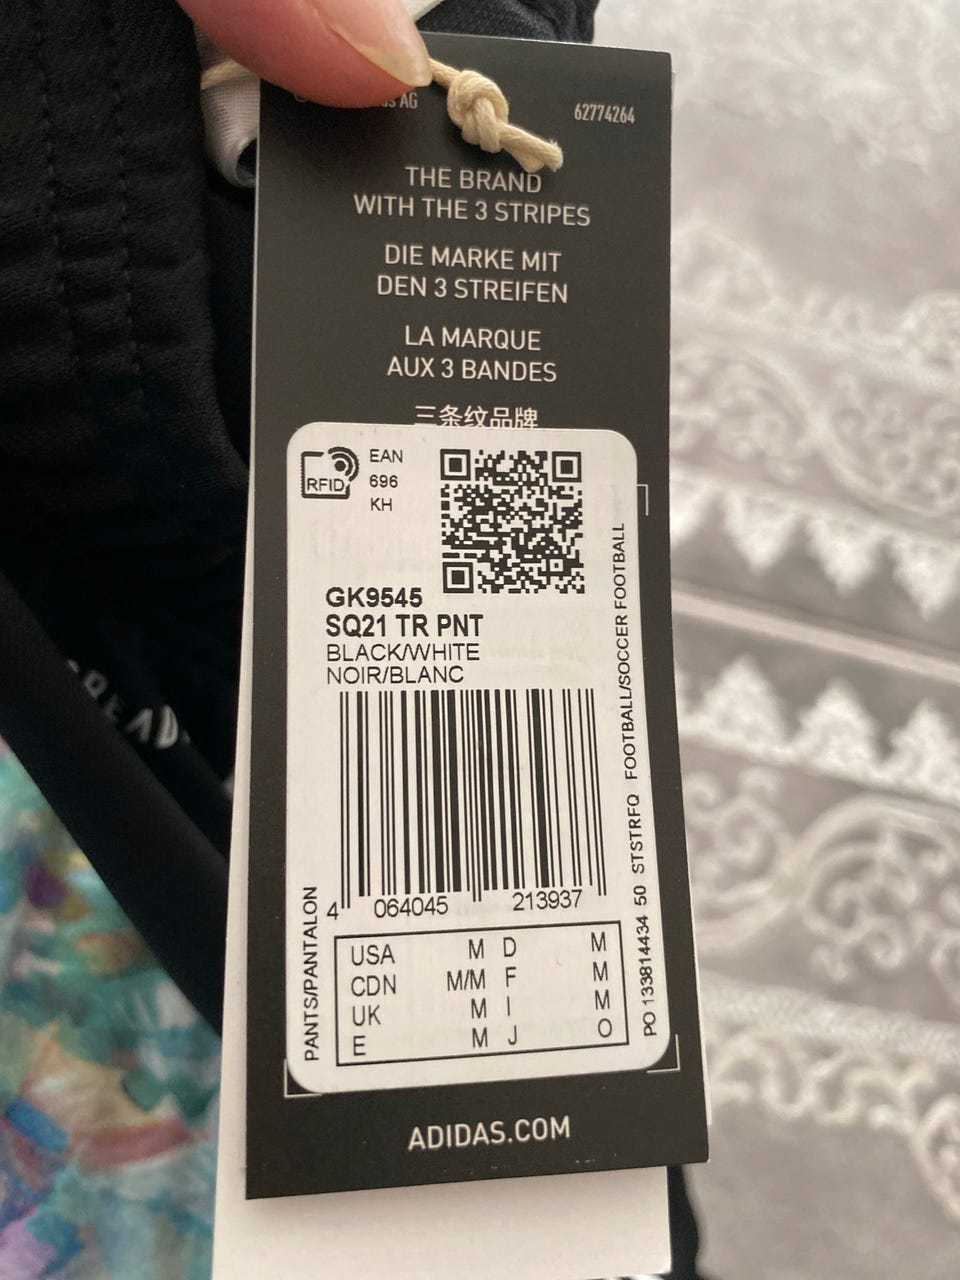 AG
62774264
THE BRAND
WITH THE 3 STRIPES
DIE MARKE MIT
DEN 3 STREIFEN
LA MARQUE
AUX 3 BANDES
三条纹品牌
RFID
EAN
696
KH
GK9545
SQ21 TR PNT
BLACK/WHITE
NOIR/BLANC
4 064045 213937
PANTS/PANTALON
PO 133814434 50 STSTRFQ FOOTBALL/SOCCER FOOTBALL
USA M D M
CDN M/M F M
UK M I M
E M J O
ADIDAS.COM